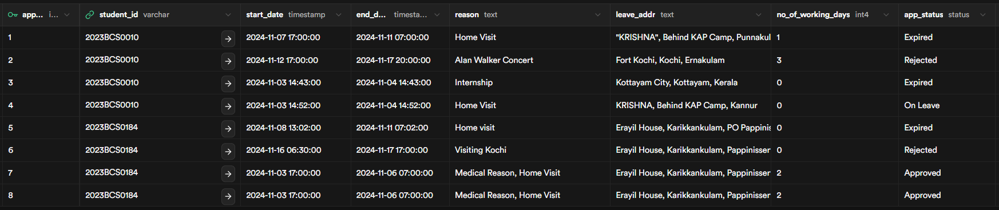 app... i... student_id varchar start_date timestamp end_d... timesta... reason text leave_addr text no_of_working_days int4 app_status status
1 2023BCS0010 2024-11-07 17:00:00 2024-11-11 07:00:00 Home Visit "KRISHNA", Behind KAP Camp, Punnakul 1 Expired
2 2023BCS0010 2024-11-12 17:00:00 2024-11-17 20:00:00 Alan Walker Concert Fort Kochi, Kochi, Ernakulam 3 Rejected
3 2023BCS0010 2024-11-03 14:43:00 2024-11-04 14:43:00 Internship Kottayam City, Kottayam, Kerala 0 Expired
4 2023BCS0010 2024-11-03 14:52:00 2024-11-04 14:52:00 Home Visit KRISHNA, Behind KAP Camp, Kannur 0 On Leave
5 2023BCS0184 2024-11-08 13:02:00 2024-11-11 07:02:00 Home visit Erayil House, Karikkankulam, PO Pappinis 0 Expired
6 2023BCS0184 2024-11-16 06:30:00 2024-11-17 17:00:00 Visiting Kochi Erayil House, Karikkankulam, Pappinisser 0 Rejected
7 2023BCS0184 2024-11-03 17:00:00 2024-11-06 07:00:00 Medical Reason, Home Visit Erayil House, Karikkankulam, Pappinisser 2 Approved
8 2023BCS0184 2024-11-03 17:00:00 2024-11-06 07:00:00 Medical Reason, Home Visit Erayil House, Karikkankulam, Pappinisser 2 Approved